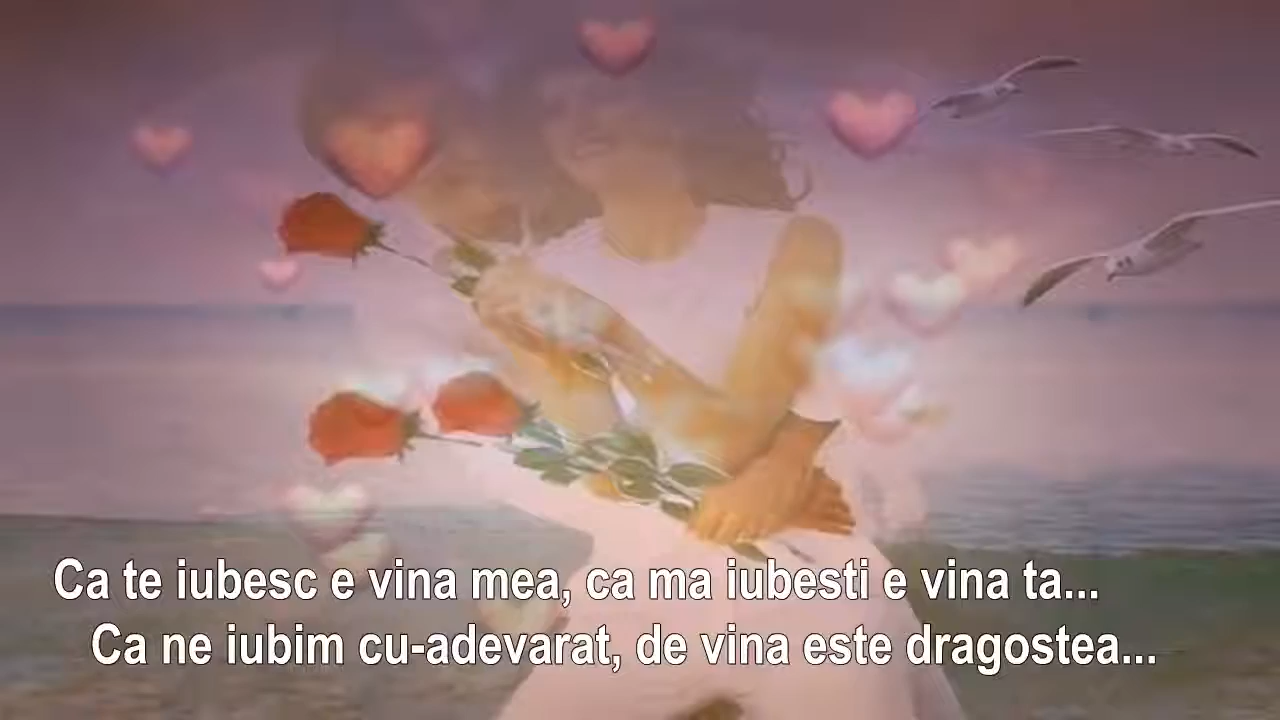 Ca te iubesc e vina mea, ca ma iubesti e vina ta...
Ca ne iubim cu-adevarat, de vina este dragostea...